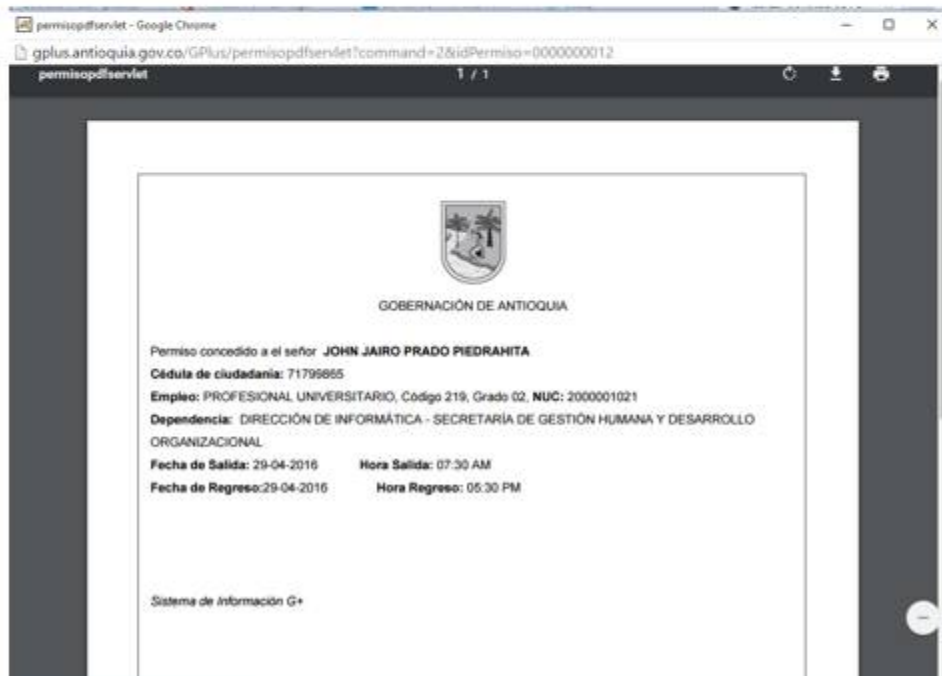 permisopdfservlet - Google Chrome
gplus.antioquia.gov.co/GPlus/permisopdfservlet?command=2&idPermiso=0000000012
permisopdfservlet 1 / 1
GOBERNACIÓN DE ANTIOQUIA
Permiso concedido a el señor JOHN JAIRO PRADO PIEDRAHITA
Cédula de ciudadania: 71799865
Empleo: PROFESIONAL UNIVERSITARIO, Código 219, Grado 02, NUC: 2000001021
Dependencia: DIRECCIÓN DE INFORMÁTICA - SECRETARÍA DE GESTIÓN HUMANA Y DESARROLLO
ORGANIZACIONAL
Fecha de Salida: 29-04-2016 Hora Salida: 07:30 AM
Fecha de Regreso:29-04-2016 Hora Regreso: 05:30 PM
Sistema de Información G+